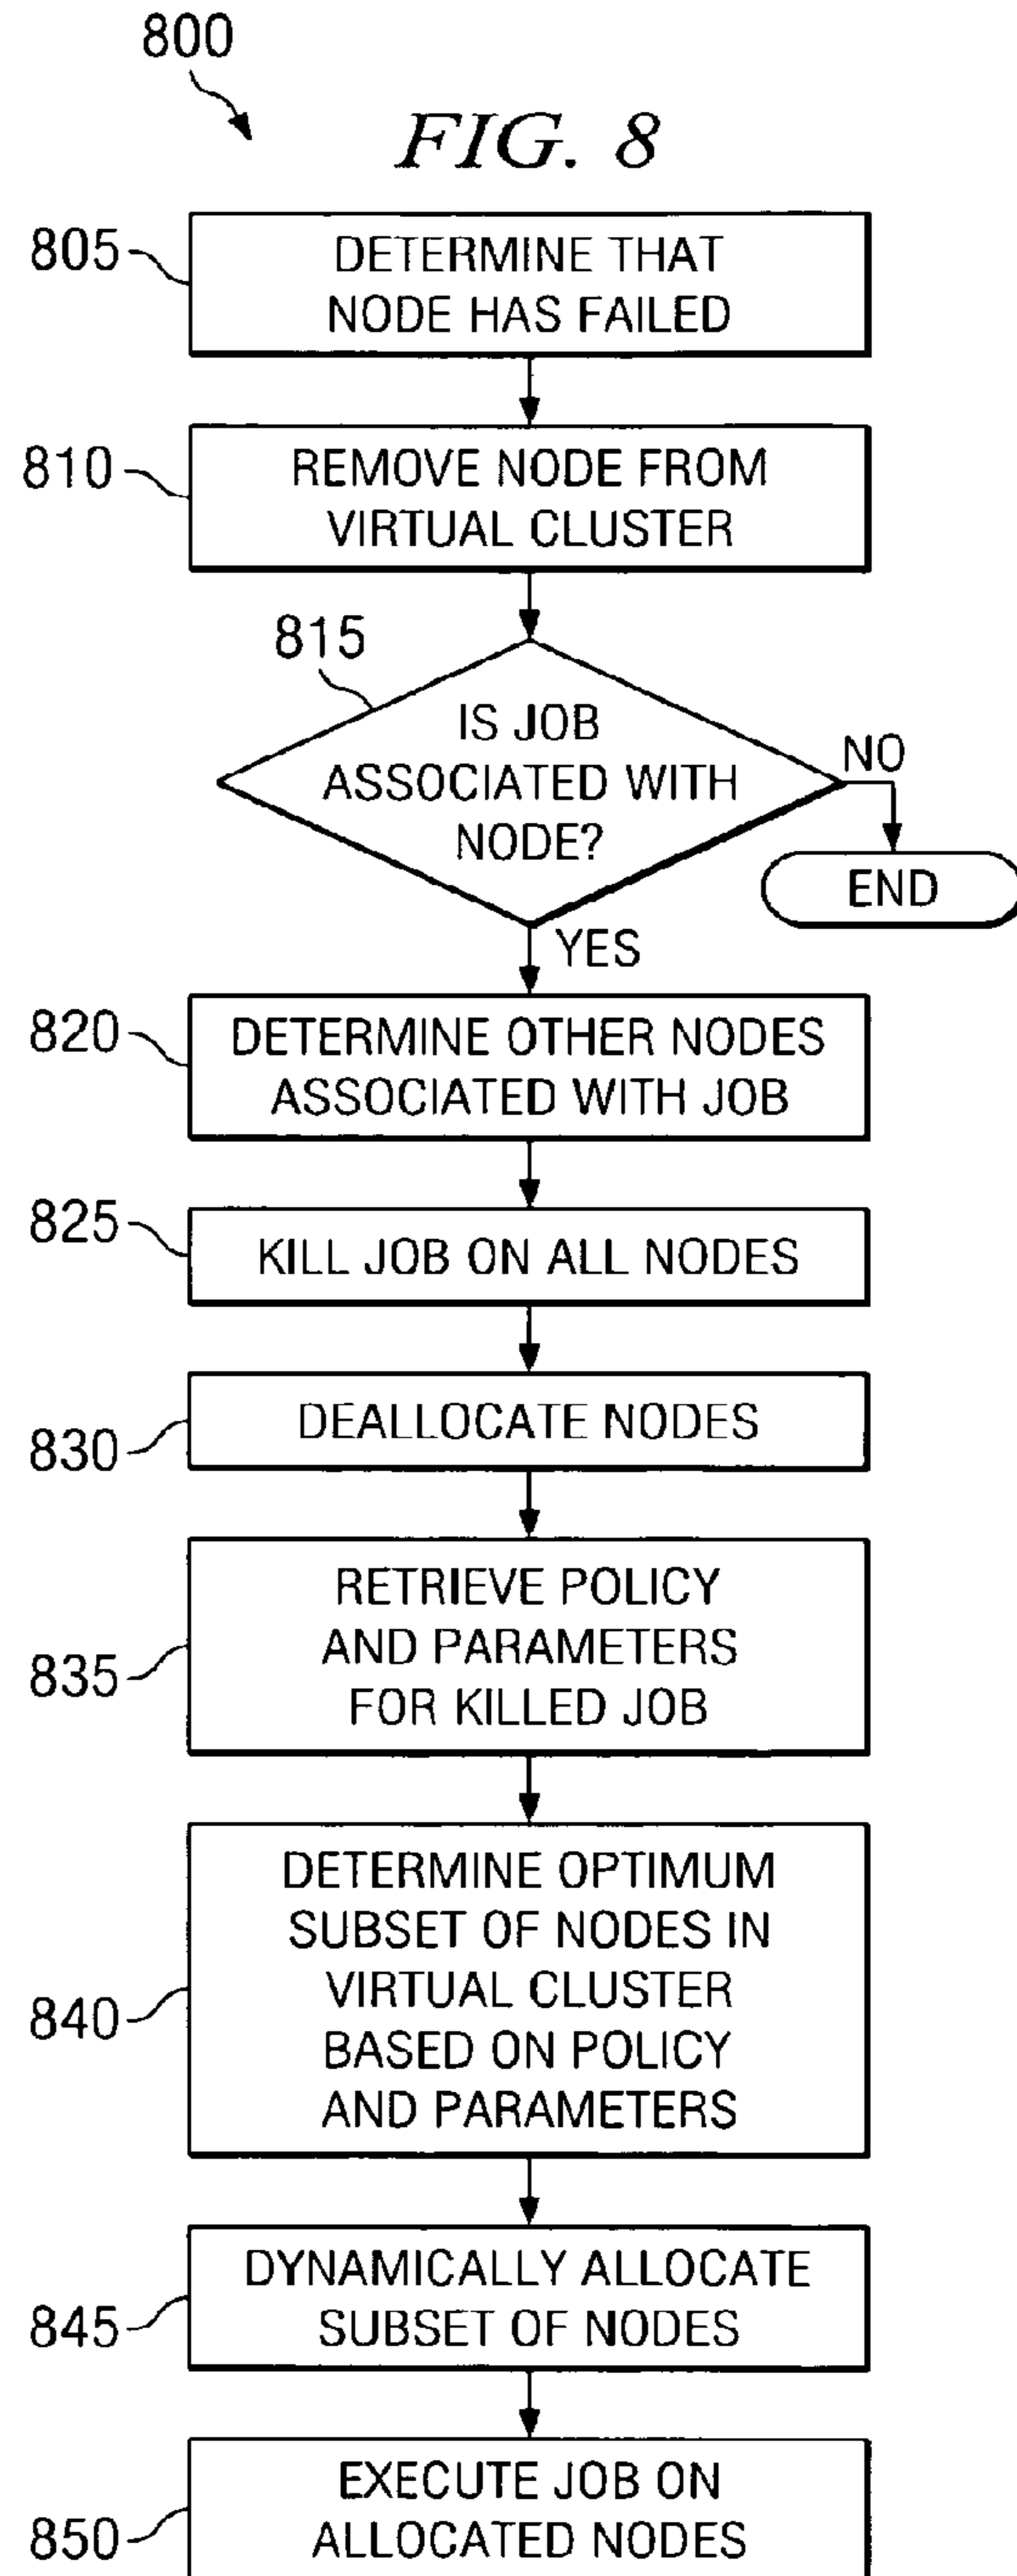 800
FIG. 8
805
DETERMINE THAT
NODE HAS FAILED
810
REMOVE NODE FROM
VIRTUAL CLUSTER
815
IS JOB
ASSOCIATED WITH
NODE?
NO
END
YES
820
DETERMINE OTHER NODES
ASSOCIATED WITH JOB
825
KILL JOB ON ALL NODES
830
DEALLOCATE NODES
835
RETRIEVE POLICY
AND PARAMETERS
FOR KILLED JOB
840
DETERMINE OPTIMUM
SUBSET OF NODES IN
VIRTUAL CLUSTER
BASED ON POLICY
AND PARAMETERS
845
DYNAMICALLY ALLOCATE
SUBSET OF NODES
850
EXECUTE JOB ON
ALLOCATED NODES